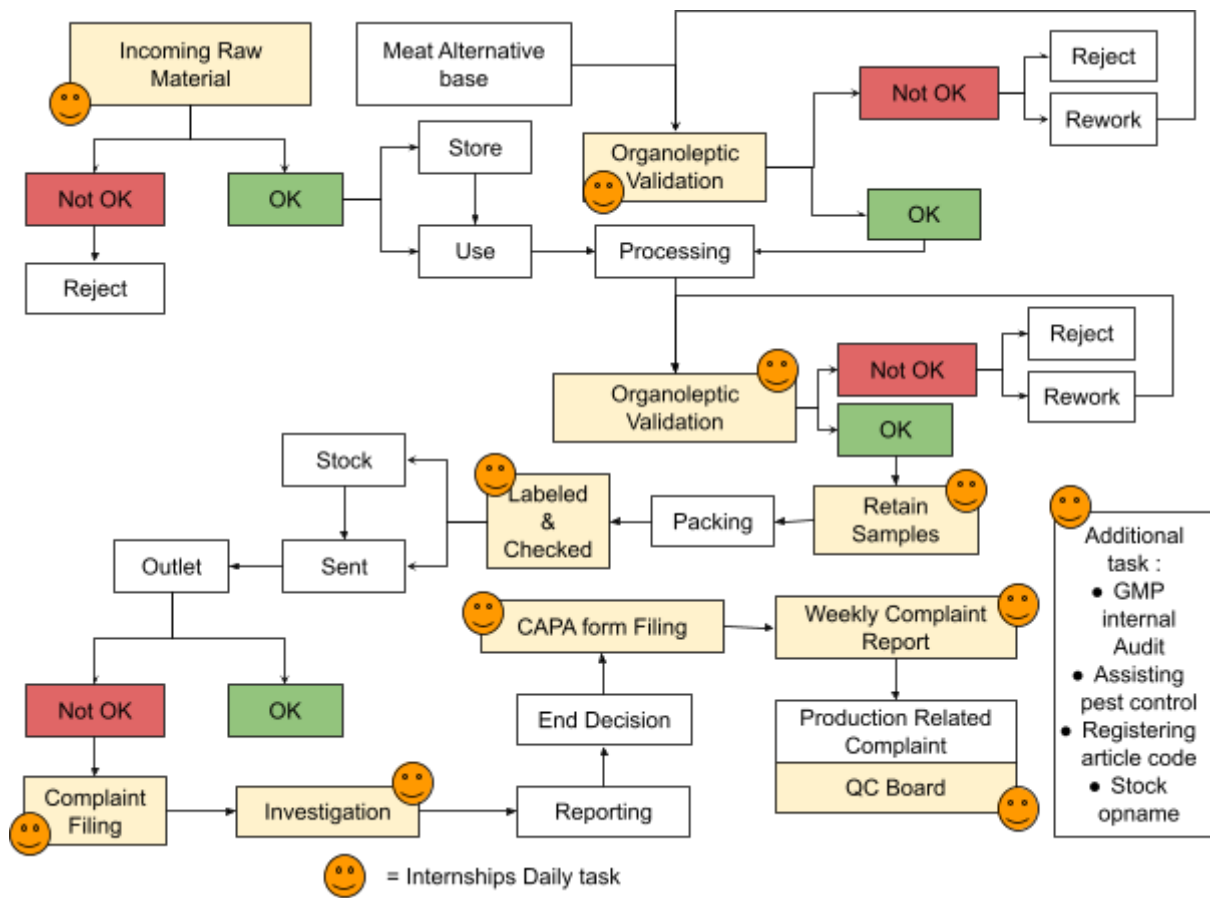 Incoming Raw
Material
Meat Alternative
base
Not OK
Reject
Rework
Store
Organoleptic
Validation
Not OK
OK
OK
Use
Processing
Reject
Reject
Not OK
Organoleptic
Validation
Rework
OK
Stock
Labeled
&
Checked
Packing
Retain
Samples
Outlet
Sent
Additional
task :
● GMP
internal
Audit
● Assisting
pest control
● Registering
article code
● Stock
opname
CAPA form Filing
Weekly Complaint
Report
Not OK
OK
End Decision
Production Related
Complaint
QC Board
Complaint
Filing
Investigation
Reporting
= Internships Daily task